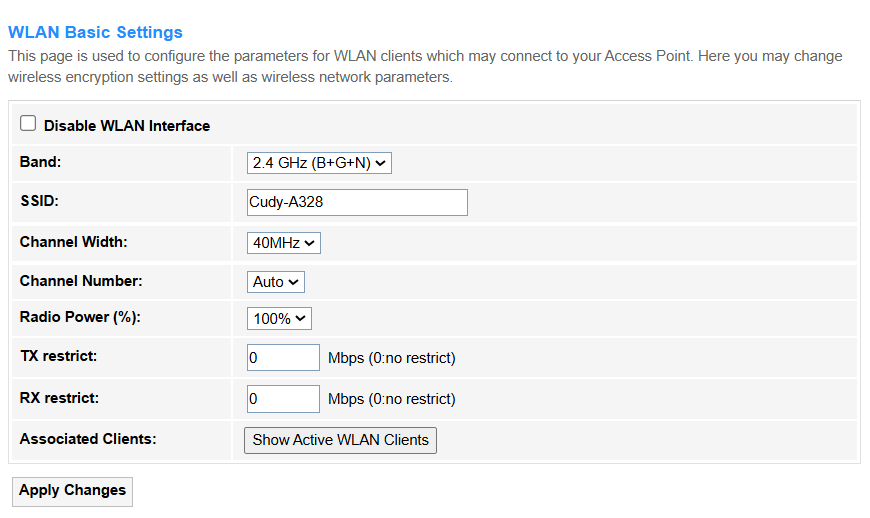 WLAN Basic Settings
This page is used to configure the parameters for WLAN clients which may connect to your Access Point. Here you may change
wireless encryption settings as well as wireless network parameters.
Disable WLAN Interface
Band: 2.4 GHz (B+G+N)
SSID: Cudy-A328
Channel Width: 40MHz
Channel Number: Auto
Radio Power (%): 100%
TX restrict: 0 Mbps (0:no restrict)
RX restrict: 0 Mbps (0:no restrict)
Associated Clients: Show Active WLAN Clients
Apply Changes